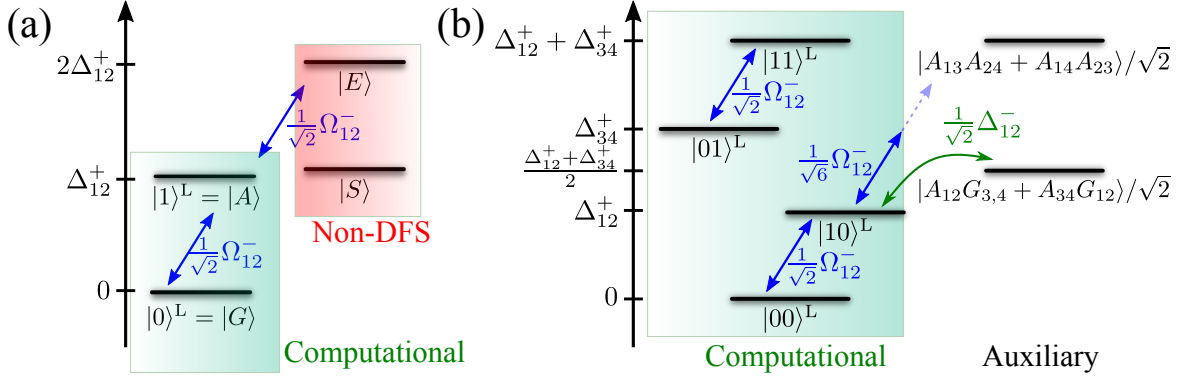 (a)
2Δ₁₂⁺
|E⟩
1/√2 Ω₁₂⁻
Δ₁₂⁺
|1⟩ᴸ = |A⟩
|S⟩
Non-DFS
1/√2 Ω₁₂⁻
0
|0⟩ᴸ = |G⟩
Computational
(b)
Δ₁₂⁺ + Δ₃₄⁺
|11⟩ᴸ
|A₁₃A₂₄ + A₁₄A₂₃⟩/√2
1/√2 Ω₁₂⁻
1/√2 Δ₁₂⁻
Δ₃₄⁺
|01⟩ᴸ
(Δ₁₂⁺+Δ₃₄⁺)/2
1/√6 Ω₁₂⁻
|A₁₂G₃,₄ + A₃₄G₁₂⟩/√2
Δ₁₂⁺
|10⟩ᴸ
1/√2 Ω₁₂⁻
0
|00⟩ᴸ
Computational
Auxiliary